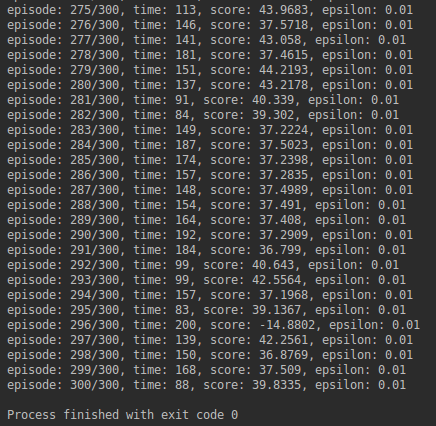 episode: 275/300, time: 113, score: 43.9683, epsilon: 0.01
episode: 276/300, time: 146, score: 37.5718, epsilon: 0.01
episode: 277/300, time: 141, score: 43.058, epsilon: 0.01
episode: 278/300, time: 181, score: 37.4615, epsilon: 0.01
episode: 279/300, time: 151, score: 44.2193, epsilon: 0.01
episode: 280/300, time: 137, score: 43.2178, epsilon: 0.01
episode: 281/300, time: 91, score: 40.339, epsilon: 0.01
episode: 282/300, time: 84, score: 39.302, epsilon: 0.01
episode: 283/300, time: 149, score: 37.2224, epsilon: 0.01
episode: 284/300, time: 187, score: 37.5023, epsilon: 0.01
episode: 285/300, time: 174, score: 37.2398, epsilon: 0.01
episode: 286/300, time: 157, score: 37.2835, epsilon: 0.01
episode: 287/300, time: 148, score: 37.4989, epsilon: 0.01
episode: 288/300, time: 154, score: 37.491, epsilon: 0.01
episode: 289/300, time: 164, score: 37.408, epsilon: 0.01
episode: 290/300, time: 192, score: 37.2909, epsilon: 0.01
episode: 291/300, time: 184, score: 36.799, epsilon: 0.01
episode: 292/300, time: 99, score: 40.643, epsilon: 0.01
episode: 293/300, time: 99, score: 42.5564, epsilon: 0.01
episode: 294/300, time: 157, score: 37.1968, epsilon: 0.01
episode: 295/300, time: 83, score: 39.1367, epsilon: 0.01
episode: 296/300, time: 200, score: -14.8802, epsilon: 0.01
episode: 297/300, time: 139, score: 42.2561, epsilon: 0.01
episode: 298/300, time: 150, score: 36.8769, epsilon: 0.01
episode: 299/300, time: 168, score: 37.509, epsilon: 0.01
episode: 300/300, time: 88, score: 39.8335, epsilon: 0.01
Process finished with exit code 0